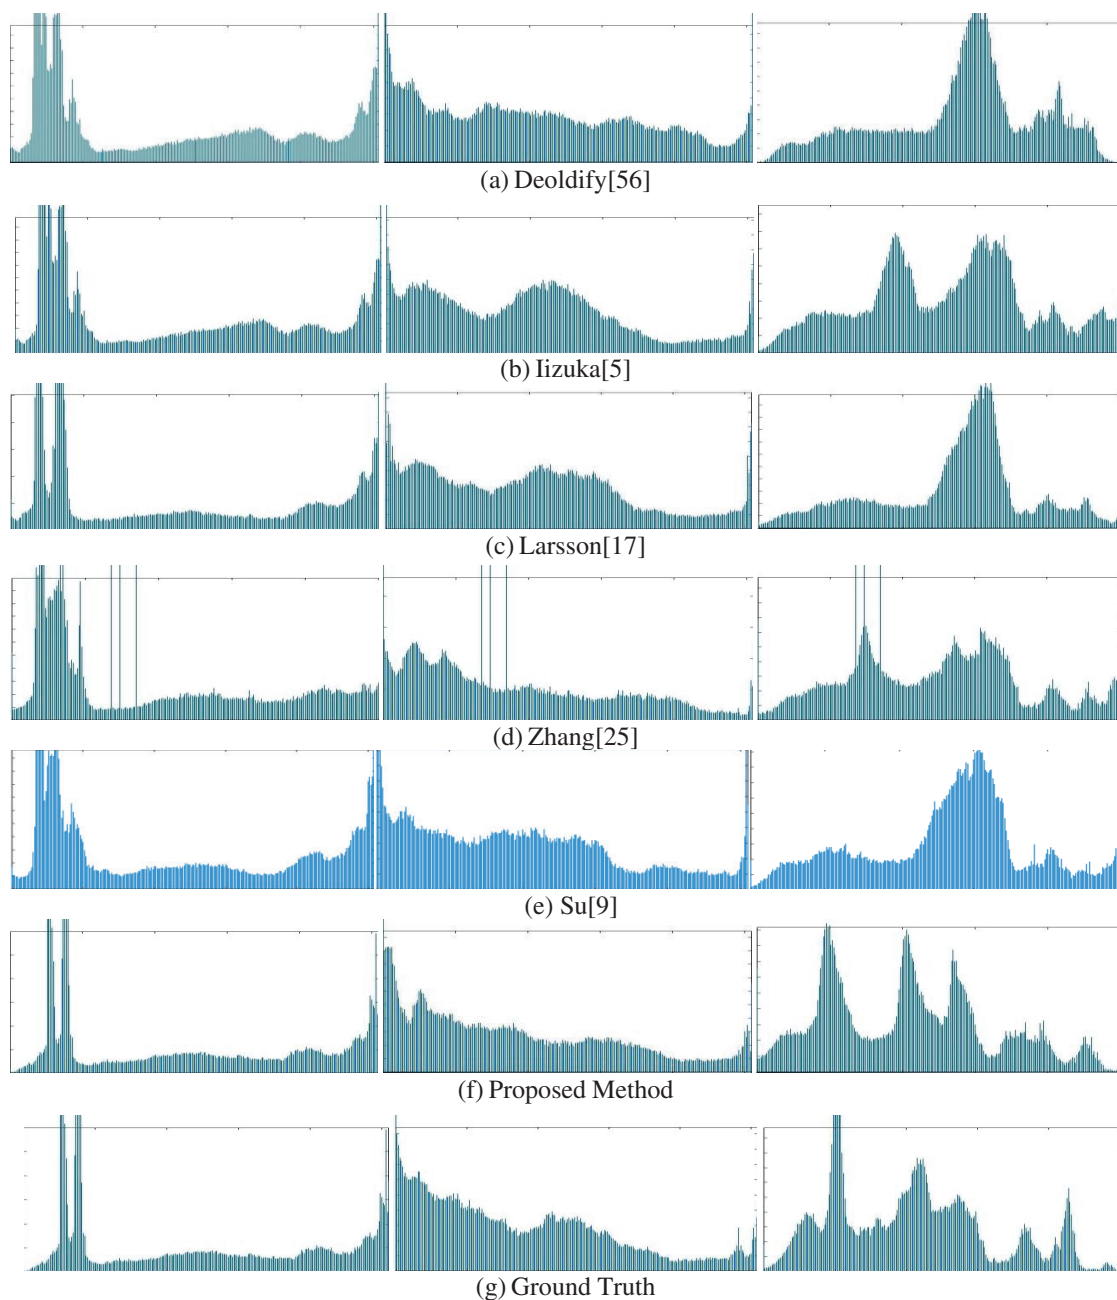 (a) Deoldify[56]
(b) Iizuka[5]
(c) Larsson[17]
(d) Zhang[25]
(e) Su[9]
(f) Proposed Method
(g) Ground Truth